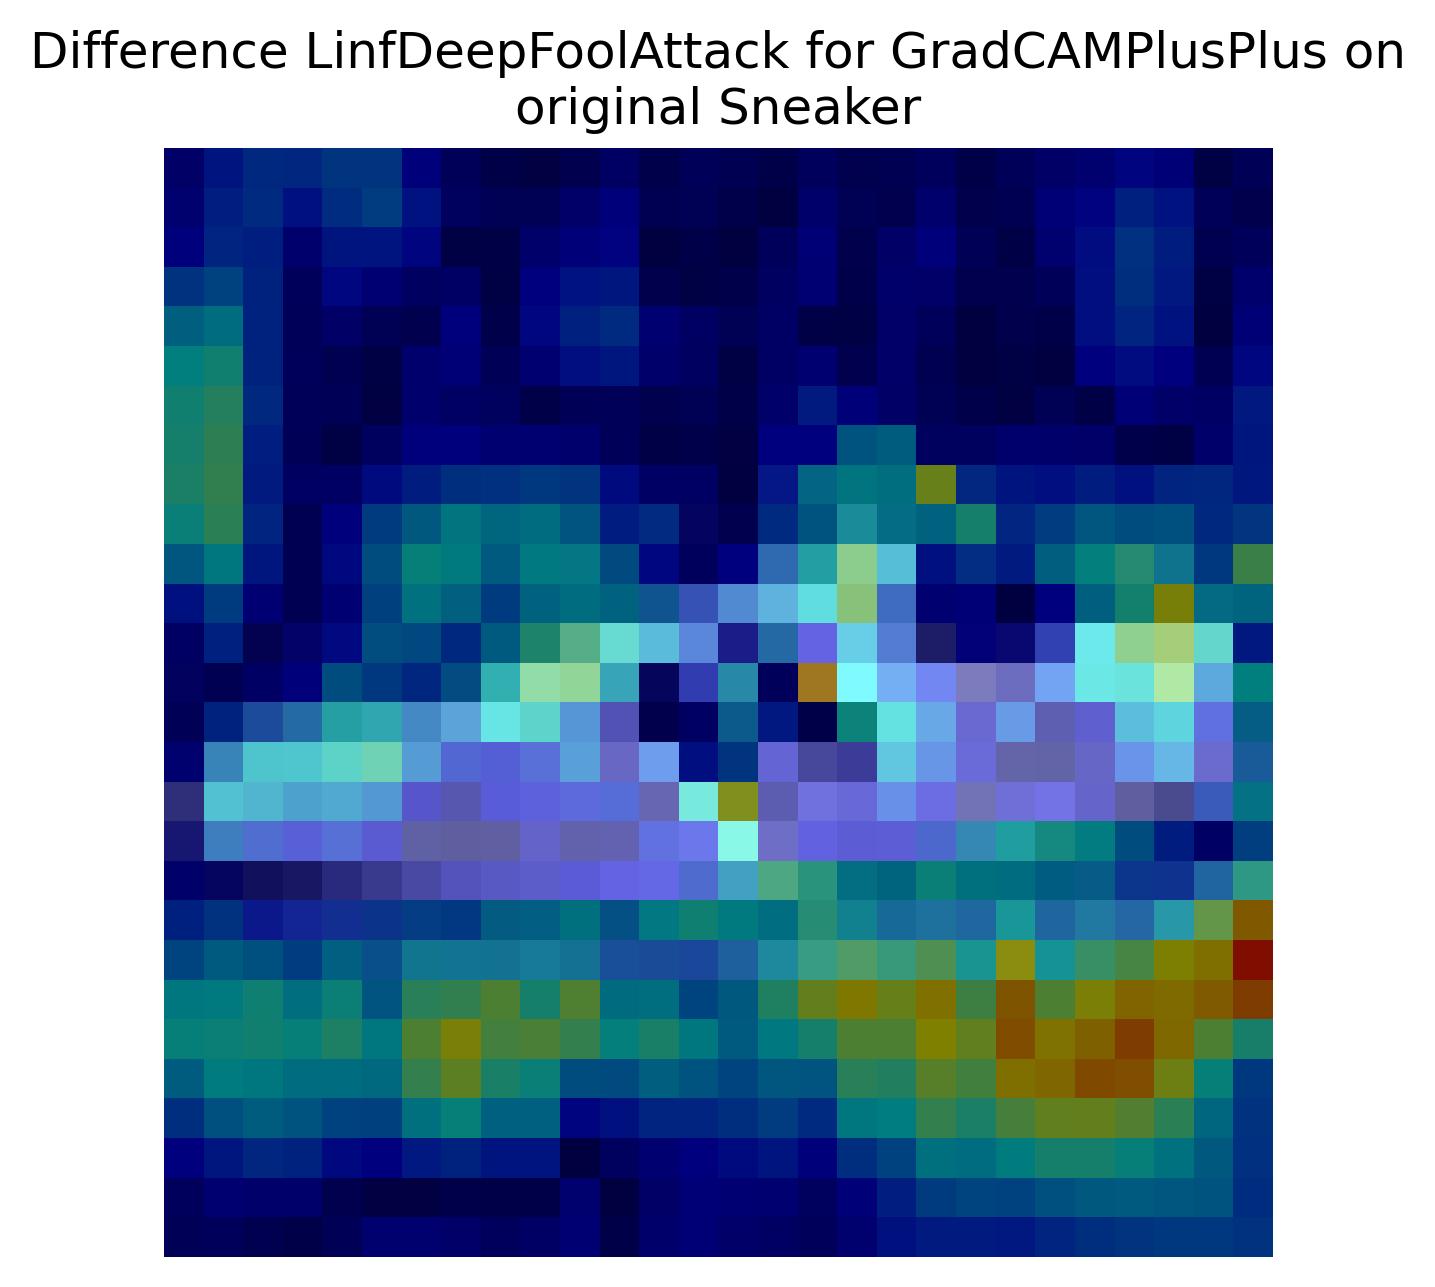 Difference LinfDeepFoolAttack for GradCAMPlusPlus on
original Sneaker